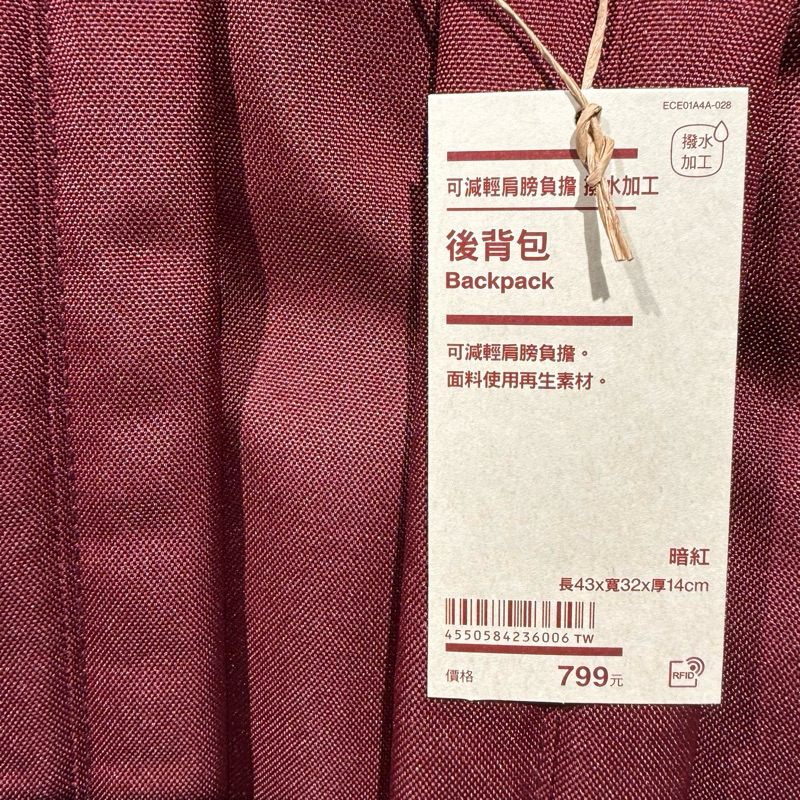 ECE01A4A-028
撥水
加工
可減輕肩膀負擔 撥水加工
後背包
Backpack
可減輕肩膀負擔。
面料使用再生素材。
暗紅
長43x寬32x厚14cm
4550584236006 TW
價格 799元
RFID